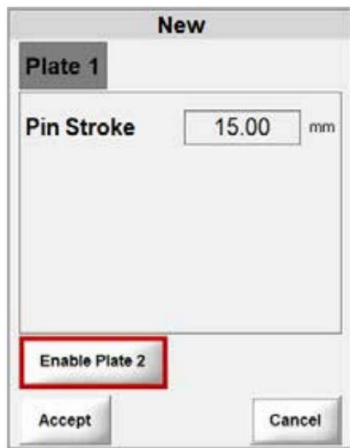 New
Plate 1
Pin Stroke 15.00 mm
Enable Plate 2
Accept Cancel